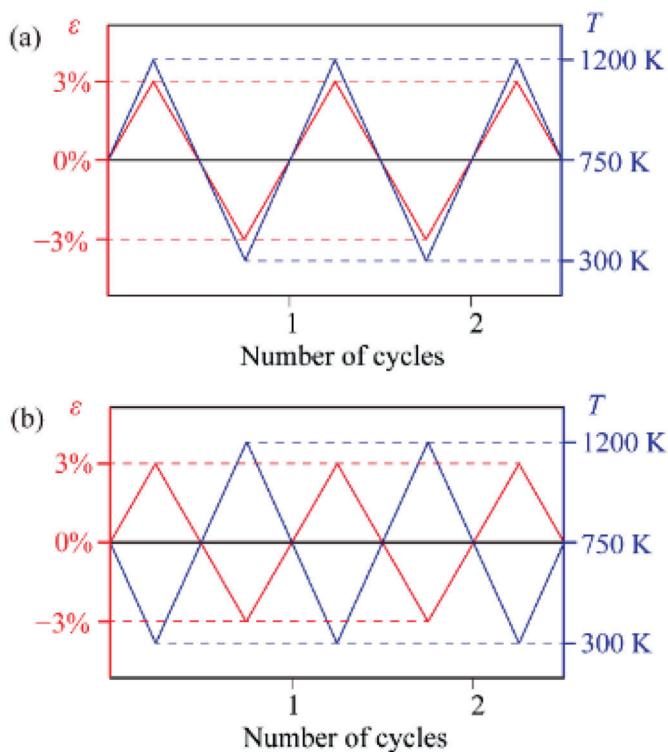 (a)
ε
T
3%
1200 K
0%
750 K
−3%
300 K
1
2
Number of cycles
(b)
ε
T
3%
1200 K
0%
750 K
−3%
300 K
1
2
Number of cycles